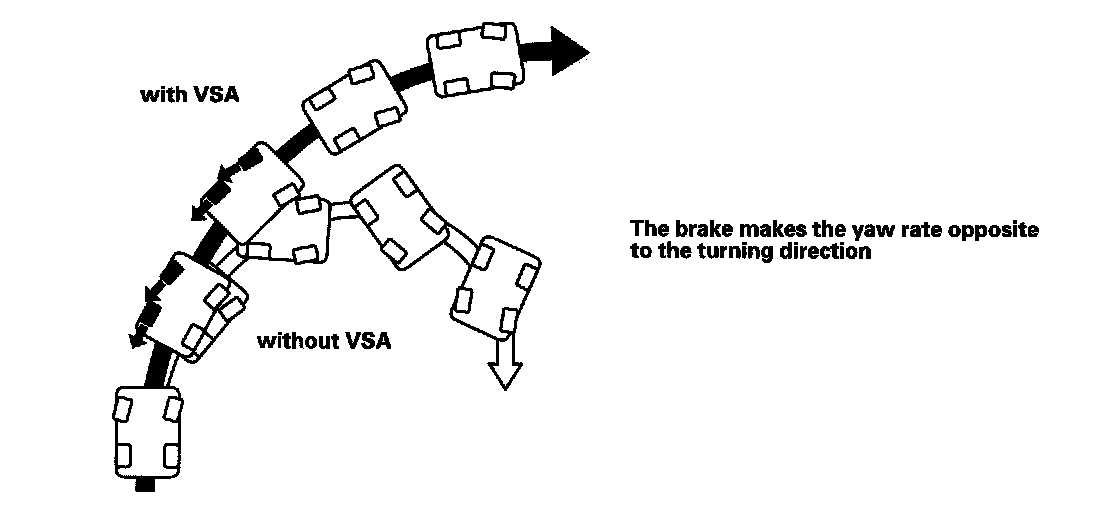 with VSA
The brake makes the yaw rate opposite
to the turning direction
without VSA